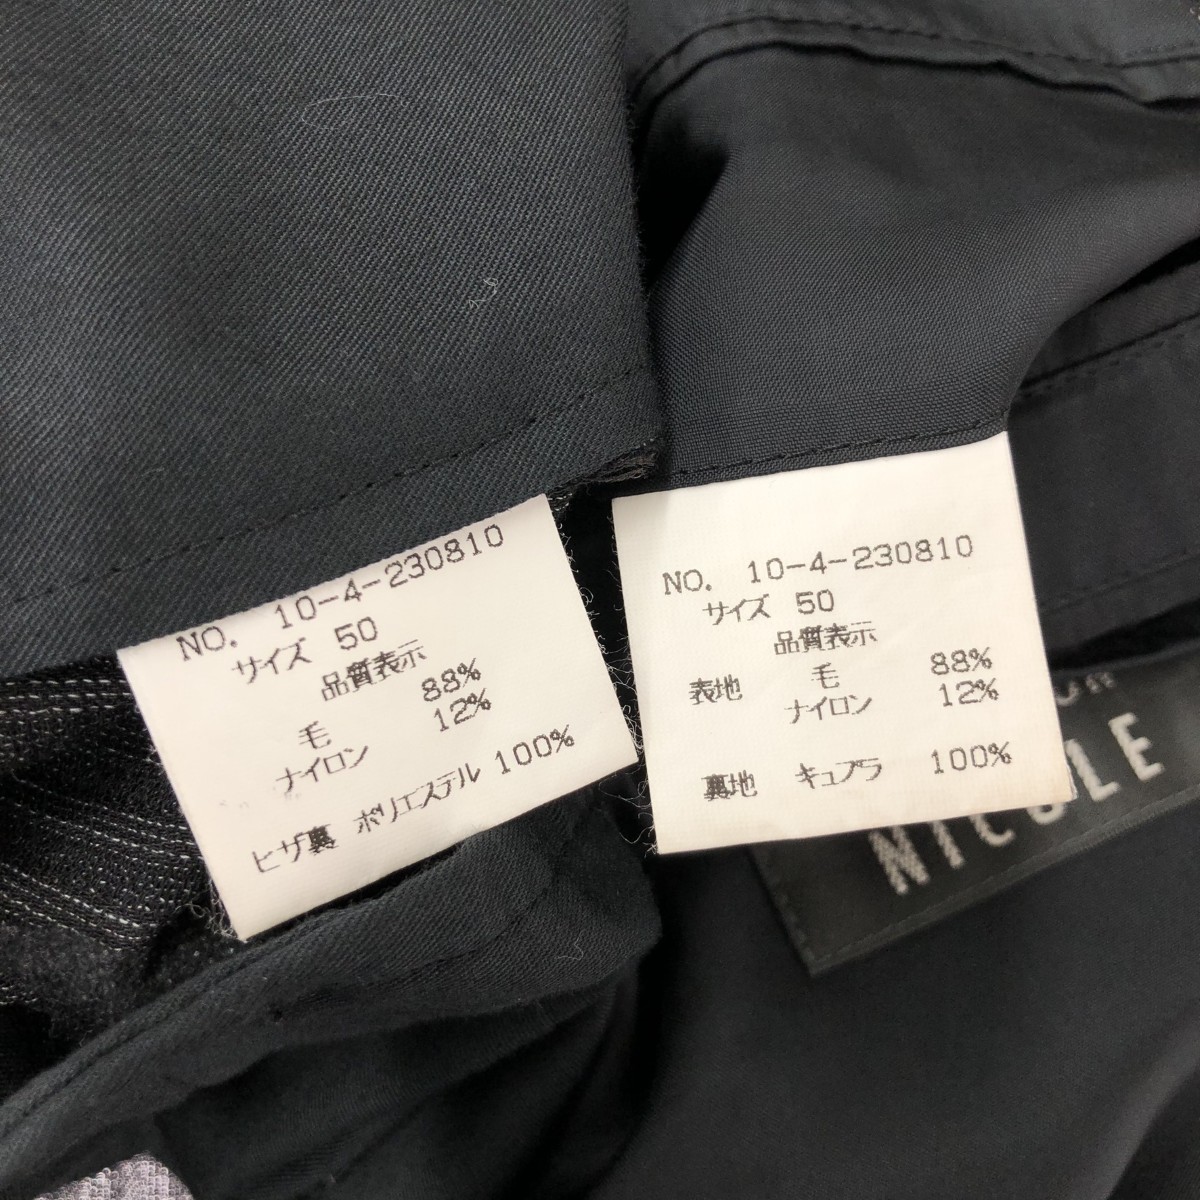 NO. 10-4-230810
サイズ 50
品質表示
毛 88%
ナイロン 12%
ヒザ裏 ポリエステル 100%
NO. 10-4-230810
サイズ 50
品質表示
表地 毛 88%
ナイロン 12%
裏地 キュプラ 100%
NICOLE